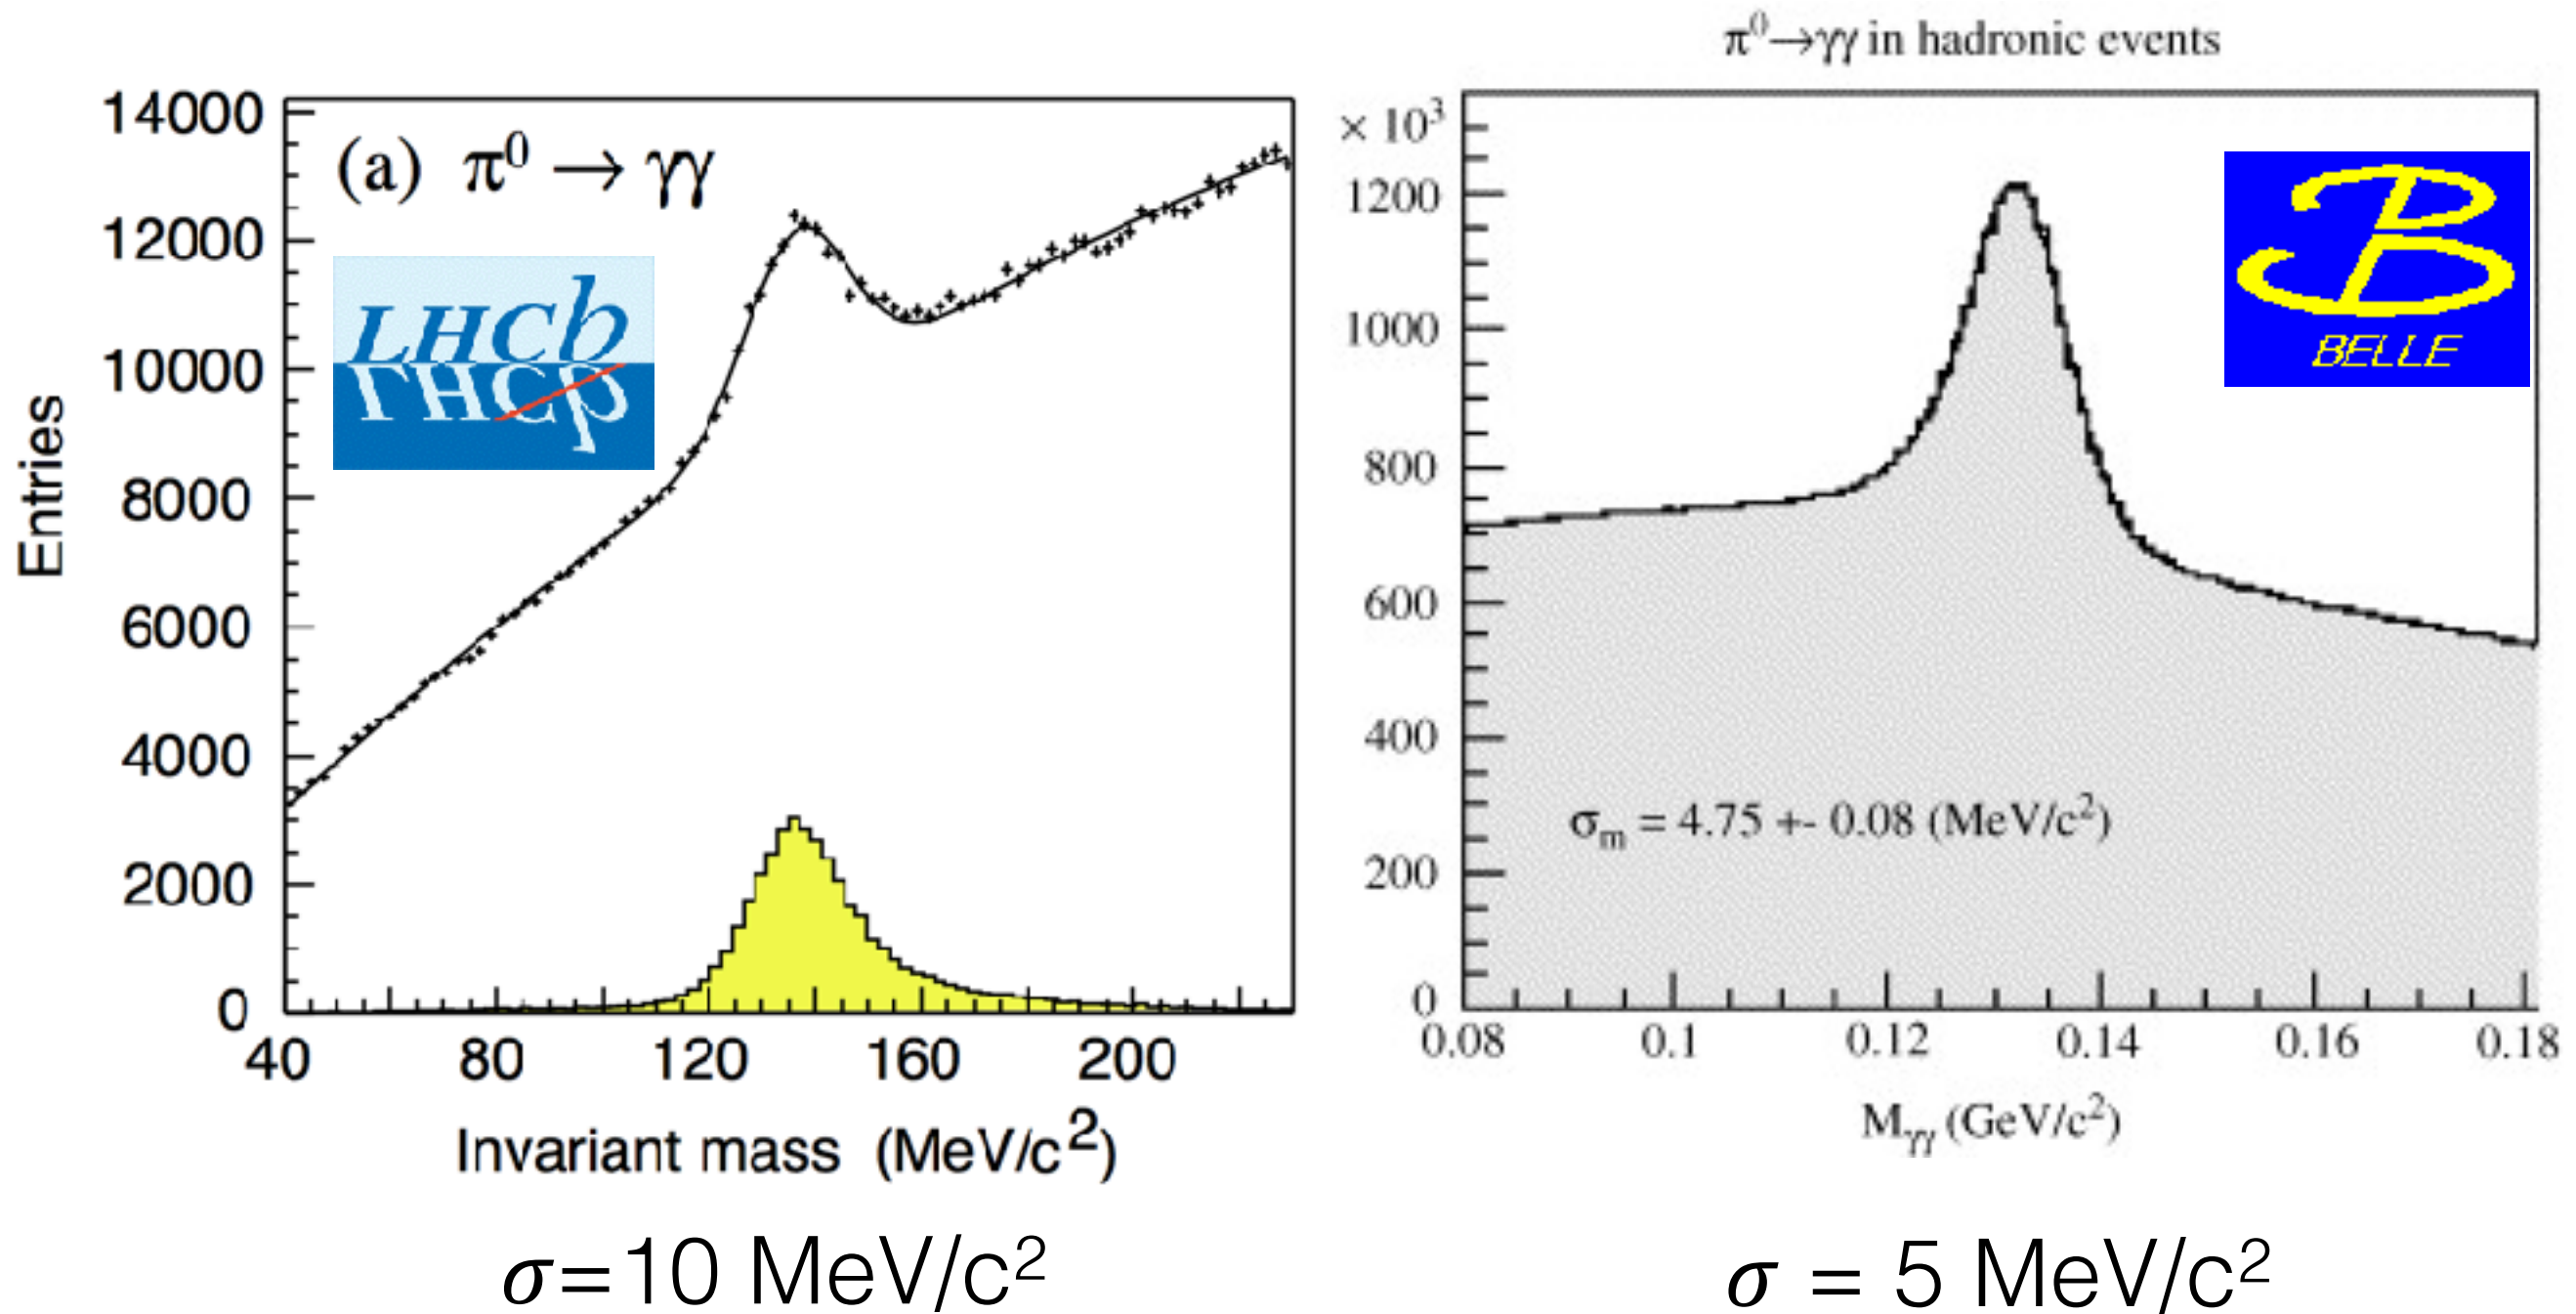 (a) π⁰ → γγ
LHCb
LHCb
Entries
14000
12000
10000
8000
6000
4000
2000
0
40 80 120 160 200
Invariant mass (MeV/c²)
σ=10 MeV/c²
π⁰→γγ in hadronic events
× 10³
1200
1000
800
600
400
200
0
BELLE
σₘ = 4.75 +- 0.08 (MeV/c²)
0.08 0.1 0.12 0.14 0.16 0.18
Mγγ (GeV/c²)
σ = 5 MeV/c²